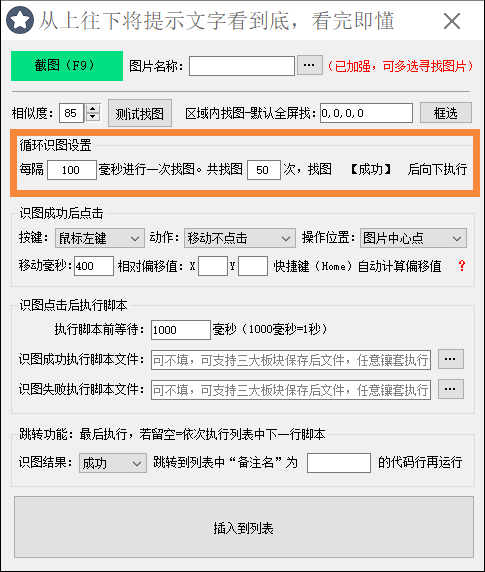 从上往下将提示文字看到底，看完即懂
截图（F9） 图片名称： ... （已加强，可多选寻找图片）
相似度： 85 测试找图 区域内找图-默认全屏找： 0,0,0,0 框选
循环识图设置
每隔 100 毫秒进行一次找图。共找图 50 次，找图 【成功】 后向下执行
识图成功后点击
按键： 鼠标左键 动作： 移动不点击 操作位置： 图片中心点
移动毫秒: 400 相对偏移值：X Y 快捷键（Home）自动计算偏移值 ?
识图点击后执行脚本
执行脚本前等待： 1000 毫秒（1000毫秒=1秒）
识图成功执行脚本文件： 可不填，可支持三大板块保存后文件，任意镶套执行 ...
识图失败执行脚本文件： 可不填，可支持三大板块保存后文件，任意镶套执行 ...
跳转功能：最后执行，若留空=依次执行列表中下一行脚本
识图结果： 成功 跳转到列表中“备注名”为 的代码行再运行
插入到列表